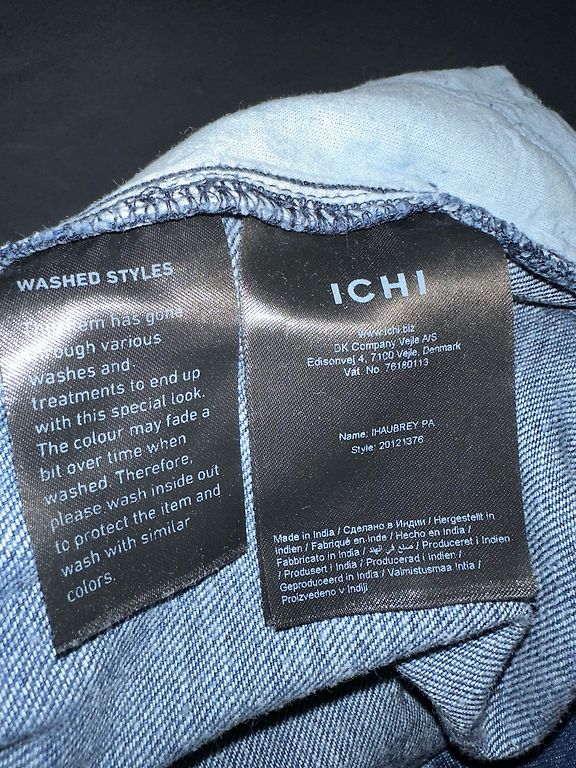 WASHED STYLES
This item has gone
through various
washes and
treatments to end up
with this special look.
The colour may fade a
bit over time when
washed. Therefore,
please wash inside out
to protect the item and
wash with similar
colors.
ICHI
www.ichi.biz
DK Company Vejle A/S
Edisonvej 4, 7100 Vejle, Denmark
Vat. No. 76180113
Name: IHAUBREY PA
Style: 20121376
Made in India / Сделано в Индии / Hergestellt in
Indien / Fabriqué en Inde / Hecho en India /
Fabbricato in India / صنع في الهند / Produceret i Indien
/ Produsert i India / Producerad i Indien /
Geproduceerd in India / Valmistusmaa Intia /
Proizvedeno v Indiji